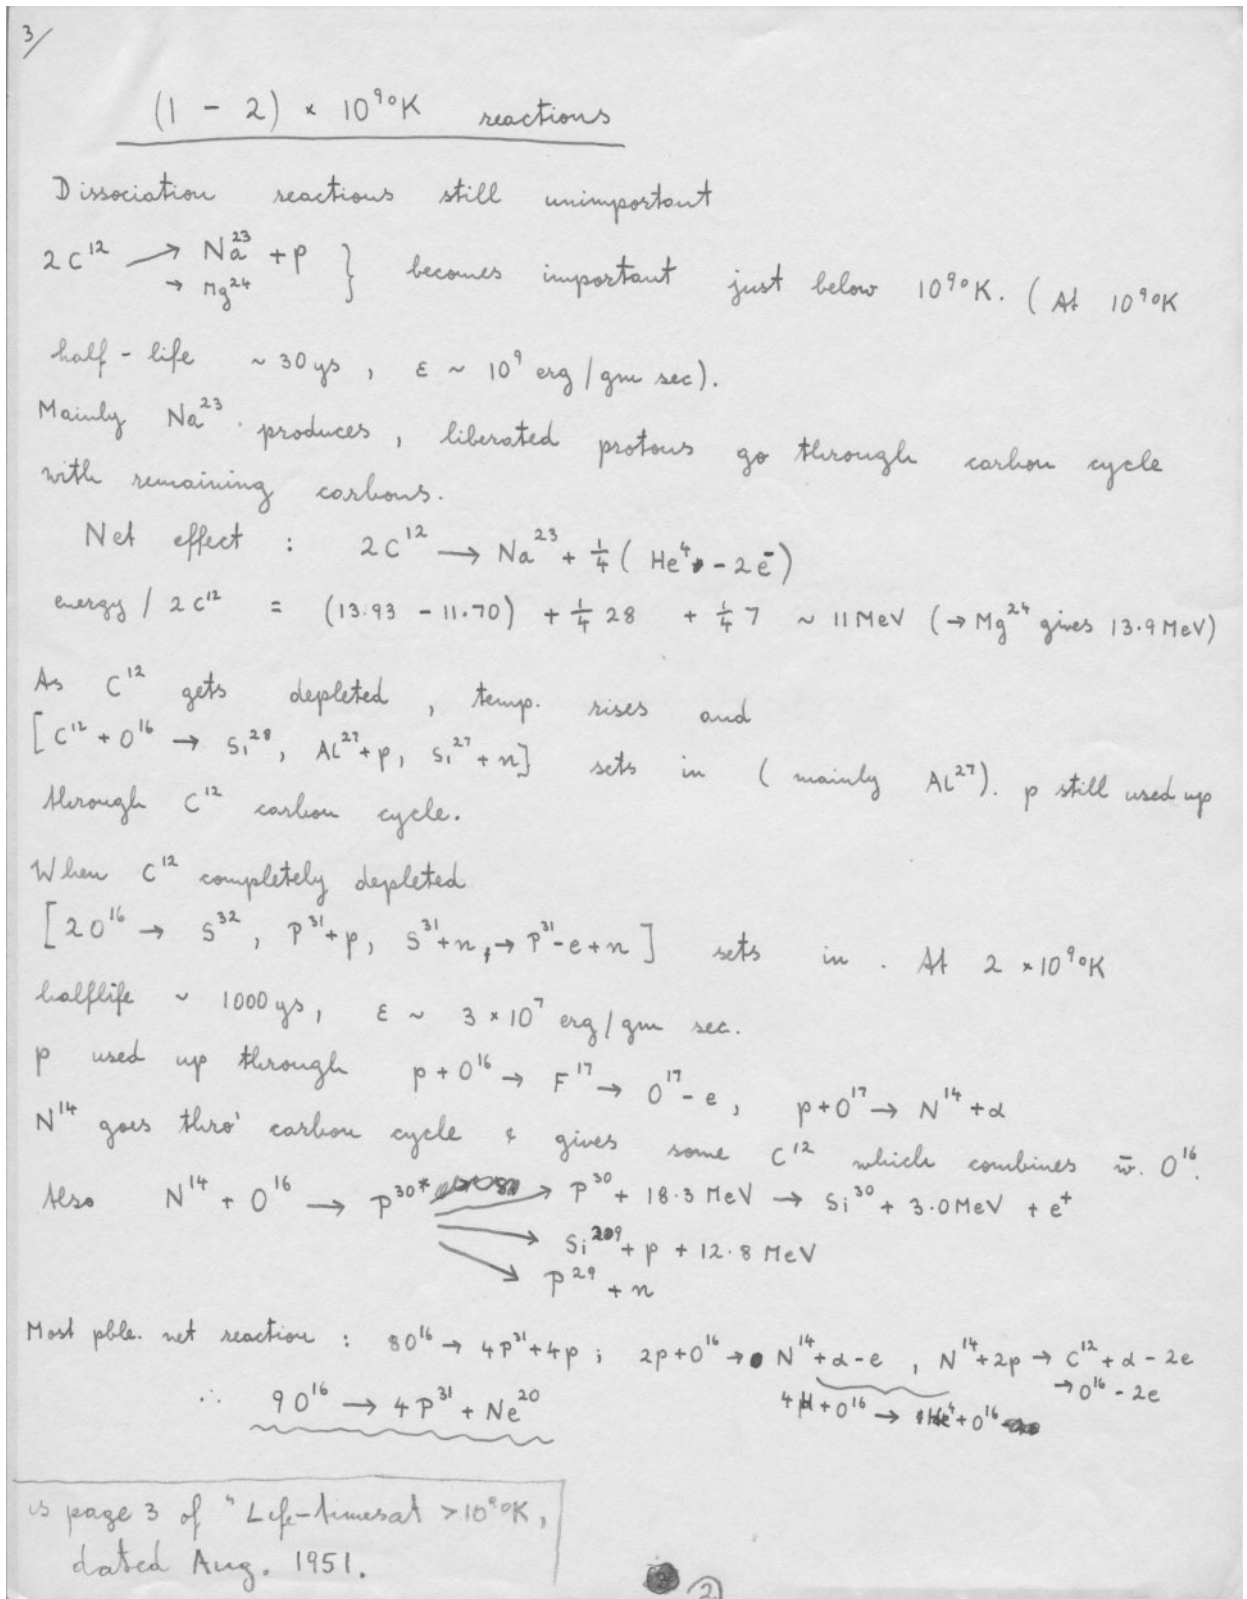 3/
(1 - 2) × 10⁹°K reactions
Dissociation reactions still unimportant
2C¹² → Na²³ + p } becomes important just below 10⁹°K. (At 10⁹°K
→ Mg²⁴
half-life ~ 30 ys, ε ~ 10⁹ erg/gm sec).
Mainly Na²³ produces, liberated protons go through carbon cycle
with remaining carbons.
Net effect : 2C¹² → Na²³ + ¼ ( He⁴ - 2e⁻)
energy / 2C¹² = (13.93 - 11.70) + ¼ 28 + ¼ 7 ~ 11 MeV (→ Mg²⁴ gives 13.9 MeV)
As C¹² gets depleted, temp. rises and
[C¹² + O¹⁶ → Si²⁸, Al²⁷+p, Si²⁷+n] sets in (mainly Al²⁷). p still used up
through C¹² carbon cycle.
When C¹² completely depleted
[2O¹⁶ → S³², P³¹+p, S³¹+n, → P³¹-e+n] sets in. At 2 × 10⁹°K
halflife ~ 1000 ys, ε ~ 3 × 10⁷ erg/gm sec.
p used up through p + O¹⁶ → F¹⁷ → O¹⁷ - e, p + O¹⁷ → N¹⁴ + α
N¹⁴ goes thro' carbon cycle & gives some C¹² which combines w̄. O¹⁶.
Also N¹⁴ + O¹⁶ → P³⁰* → P³⁰ + 18.3 MeV → Si³⁰ + 3.0 MeV + e⁺
→ Si²⁹ + p + 12.8 MeV
→ P²⁹ + n
Most pble. net reaction : 8O¹⁶ → 4P³¹+4p ; 2p+O¹⁶ → N¹⁴+α-e , N¹⁴+2p → C¹²+α-2e
→ O¹⁶-2e
∴ 9O¹⁶ → 4P³¹ + Ne²⁰
4H+O¹⁶ → He⁴+O¹⁶
is page 3 of "Life-times at > 10⁹°K,
dated Aug. 1951.
(2)